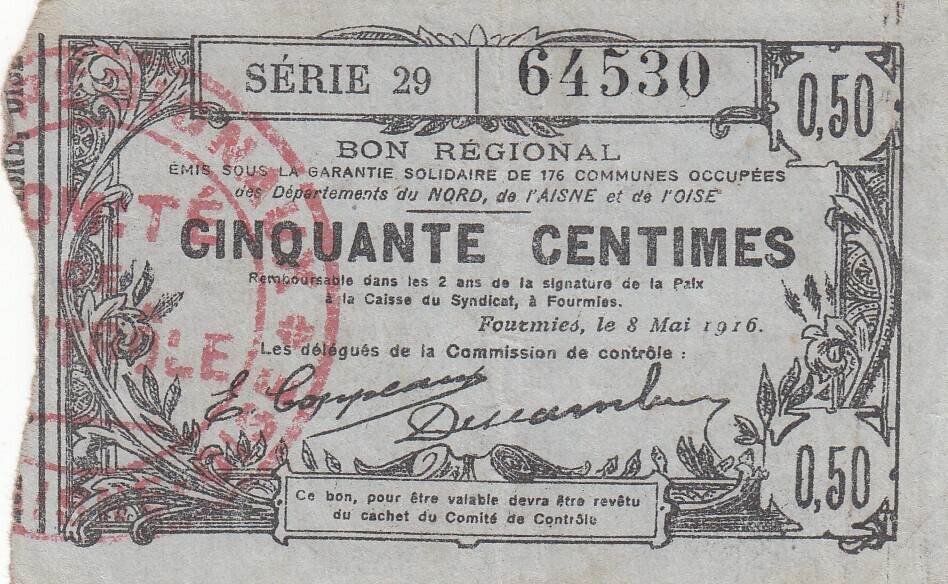 SÉRIE 29
64530
0,50
BON RÉGIONAL
ÉMIS SOUS LA GARANTIE SOLIDAIRE DE 176 COMMUNES OCCUPÉES
des Départements du NORD, de l'AISNE et de l'OISE
CINQUANTE CENTIMES
Remboursable dans les 2 ans de la signature de la Paix
à la Caisse du Syndicat, à Fourmies.
Fourmies, le 8 Mai 1916.
Les délégués de la Commission de contrôle :
0,50
Ce bon, pour être valable devra être revêtu
du cachet du Comité de Contrôle
DE